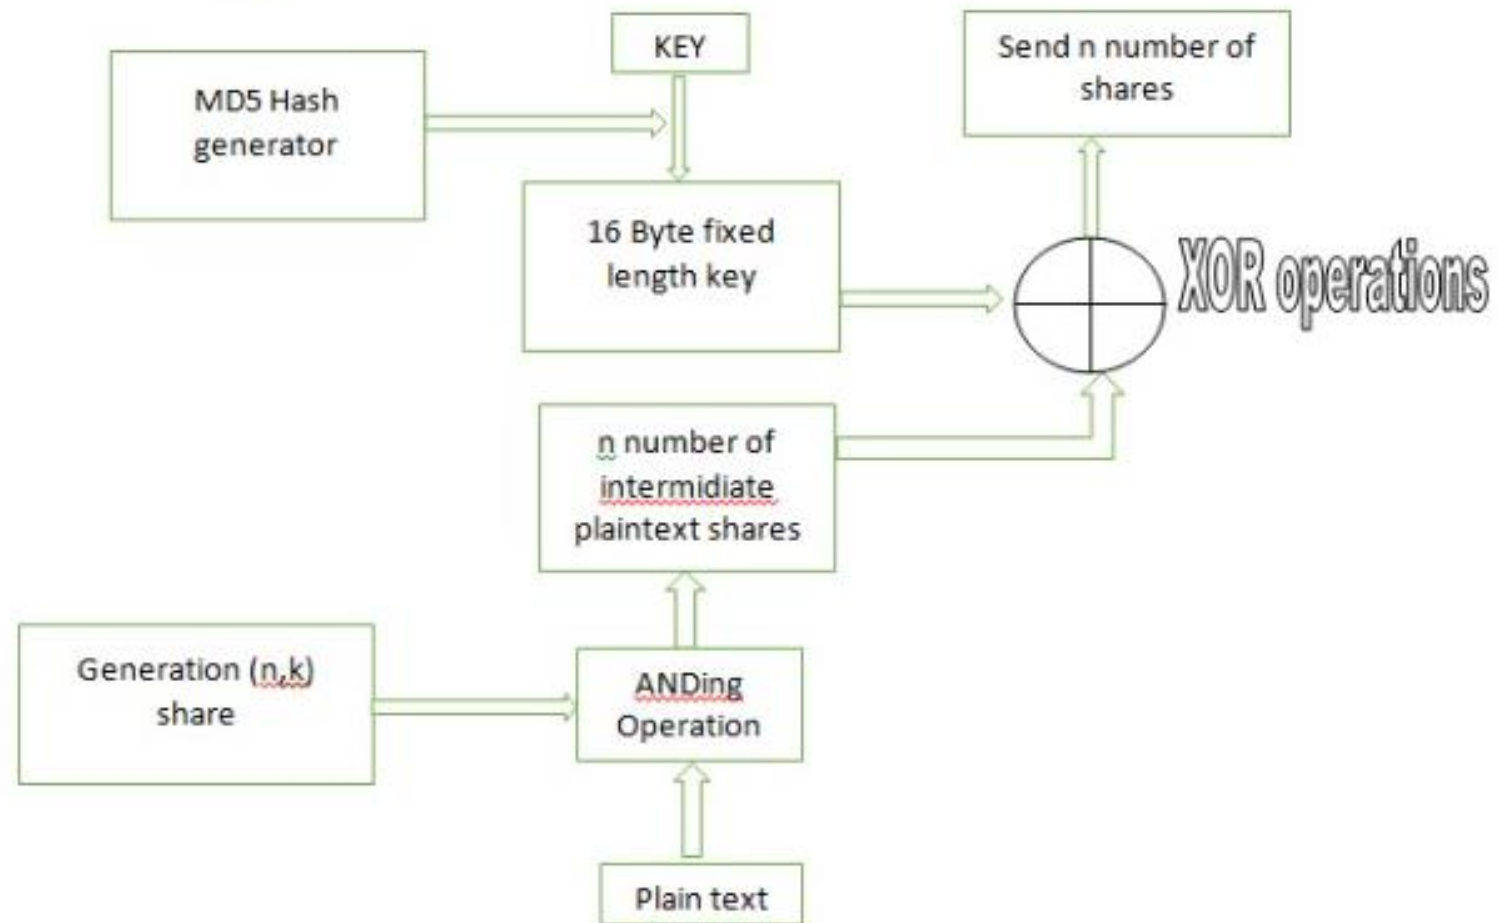 KEY
Send n number of
shares
MD5 Hash
generator
16 Byte fixed
length key
XOR operations
n number of
intermidiate
plaintext shares
Generation (n,k)
share
ANDing
Operation
Plain text